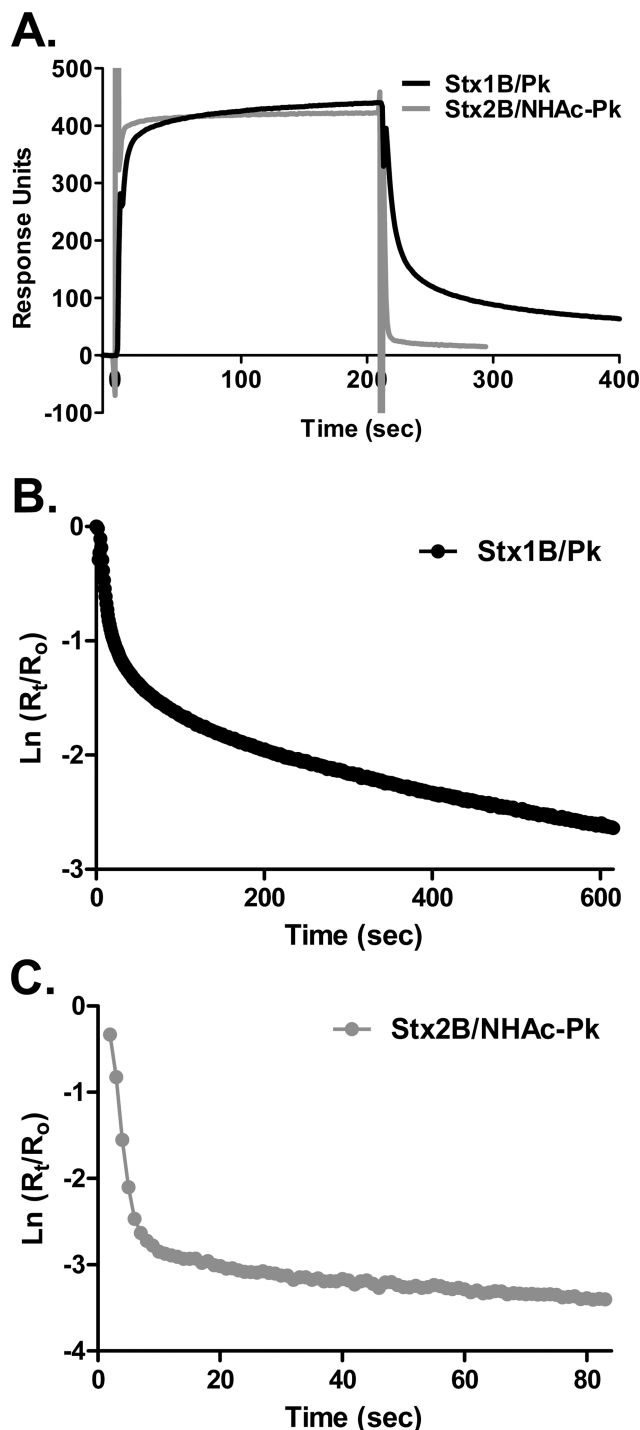 A.
500
400
300
200
100
0
-100
Response Units
Stx1B/Pk
Stx2B/NHAc-Pk
0
100
200
300
400
Time (sec)
B.
0
-1
-2
-3
Ln (Rt/Ro)
Stx1B/Pk
0
200
400
600
Time (sec)
C.
0
-1
-2
-3
-4
Ln (Rt/Ro)
Stx2B/NHAc-Pk
0
20
40
60
80
Time (sec)